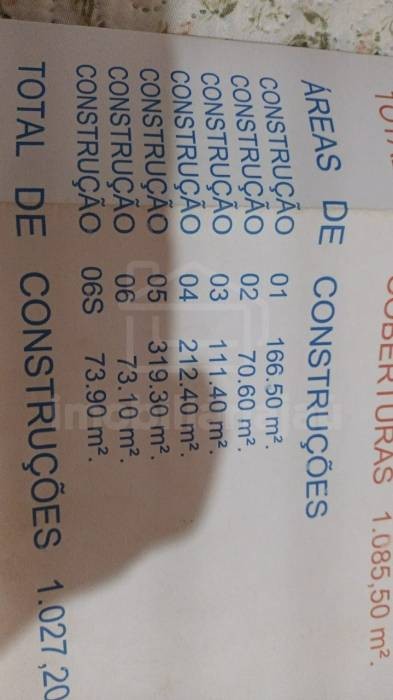 COBERTURAS 1.085,50 m².
ÁREAS DE CONSTRUÇÕES
CONSTRUÇÃO 01 166.50 m².
CONSTRUÇÃO 02 70.60 m².
CONSTRUÇÃO 03 111.40 m².
CONSTRUÇÃO 04 212.40 m².
CONSTRUÇÃO 05 319.30 m².
CONSTRUÇÃO 06 73.10 m².
CONSTRUÇÃO 06S 73.90 m².
TOTAL DE CONSTRUÇÕES 1.027,20